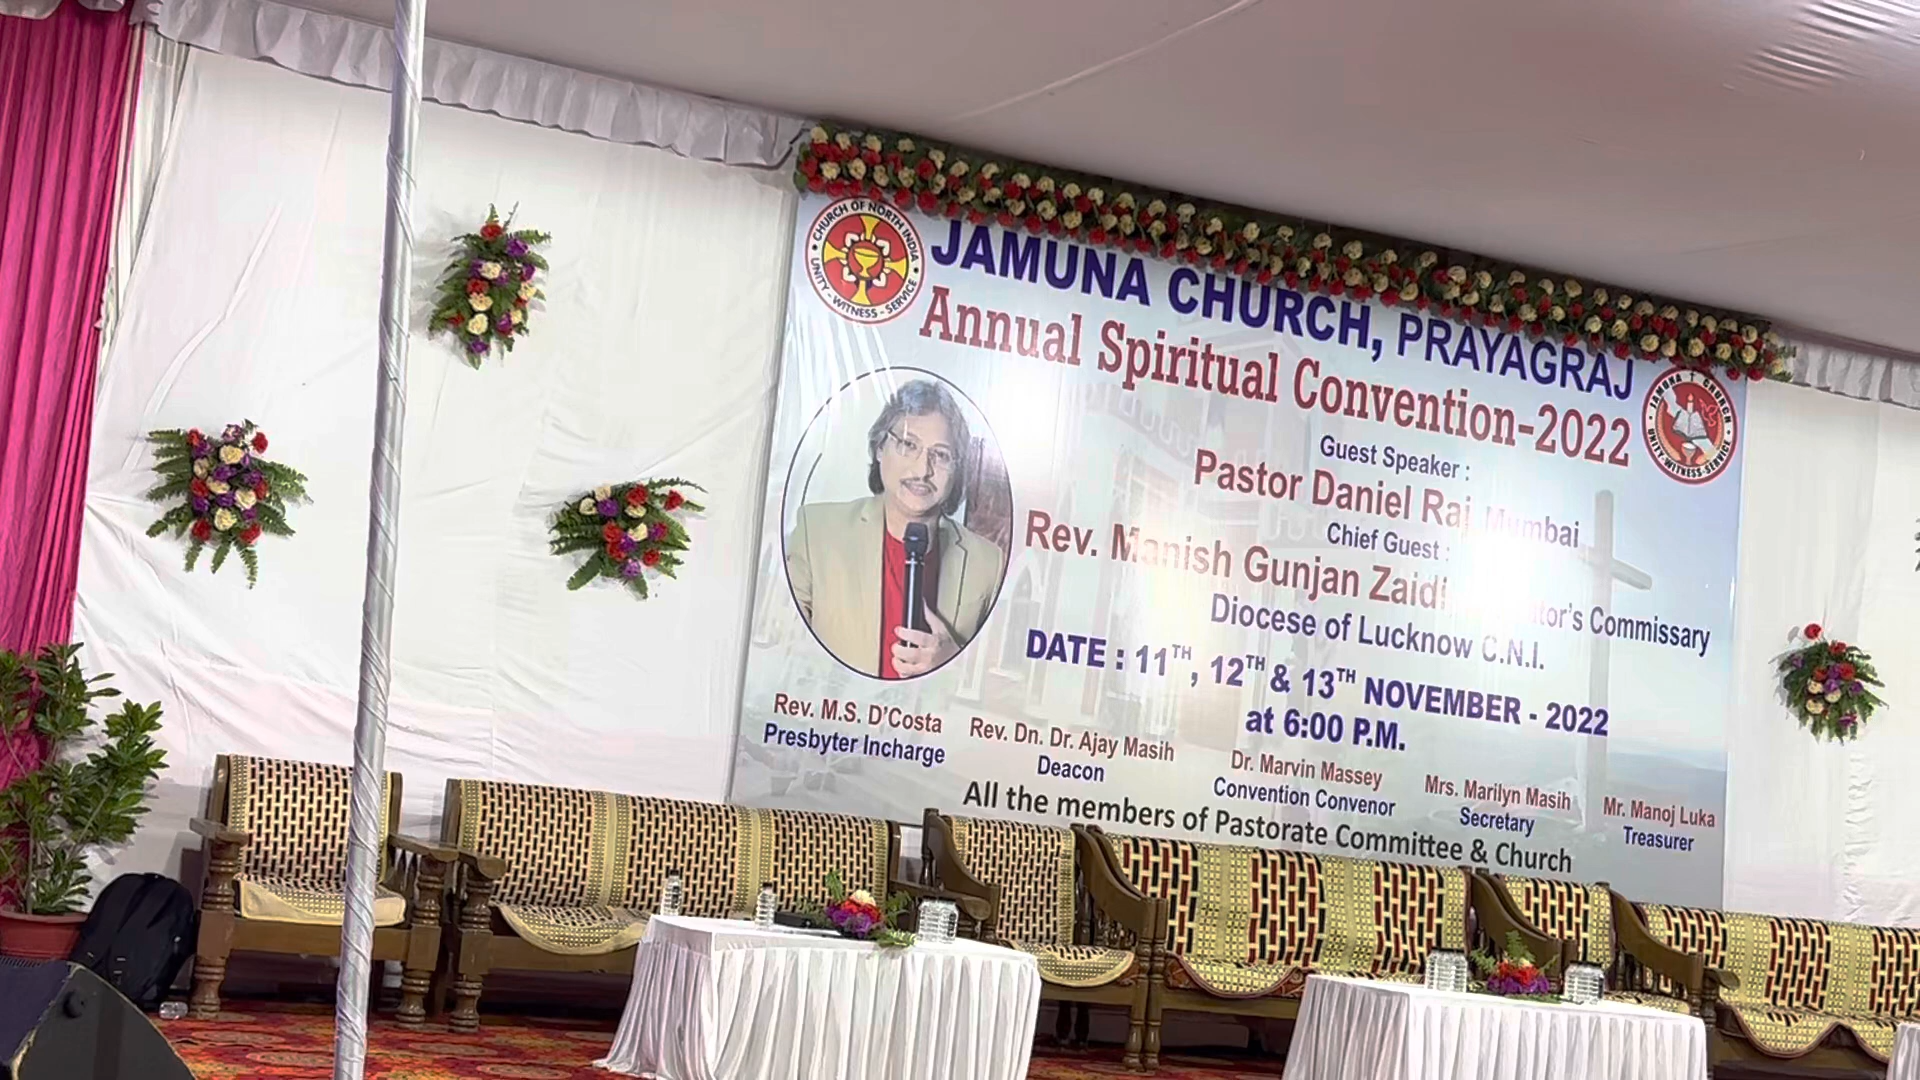 CHURCH OF NORTH INDIA
UNITY - WITNESS - SERVICE
JAMUNA CHURCH, PRAYAGRAJ
Annual Spiritual Convention-2022
JAMUNA CHURCH
UNITY - WITNESS - SERVICE
Guest Speaker :
Pastor Daniel Raj Mumbai
Chief Guest :
Rev. Manish Gunjan Zaidi Commissary
Diocese of Lucknow C.N.I.
DATE : 11TH, 12TH & 13TH NOVEMBER - 2022
at 6:00 P.M.
Rev. M.S. D'Costa
Presbyter Incharge
Rev. Dn. Dr. Ajay Masih
Deacon
Dr. Marvin Massey
Convention Convenor
Mrs. Marilyn Masih
Secretary
Mr. Manoj Luka
Treasurer
All the members of Pastorate Committee & Church